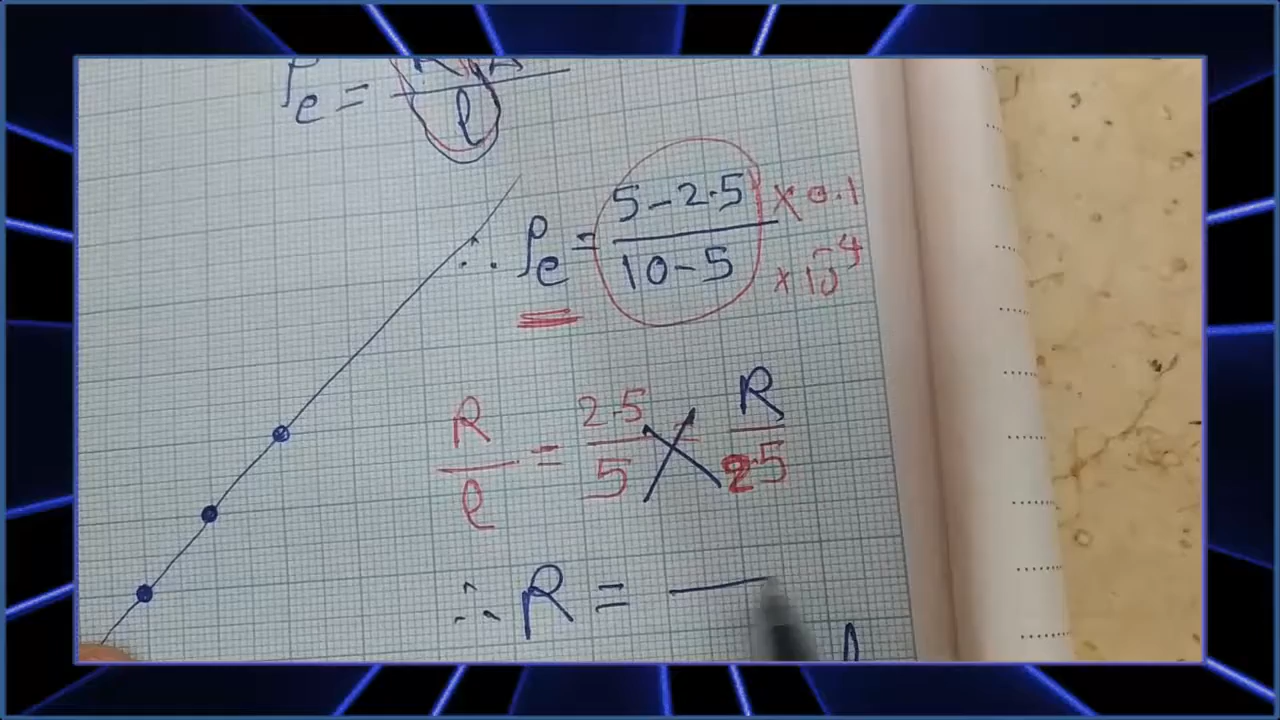 ρe = R A / l
∴ ρe = (5 - 2.5) / (10 - 5) × 0.1 / × 10⁻⁴
R / l = 2.5 / 5 = R / 25
∴ R =